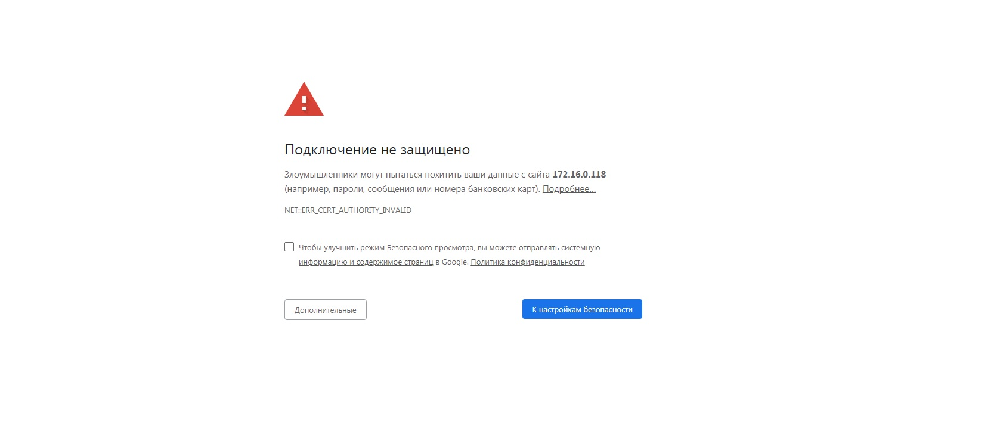 Подключение не защищено
Злоумышленники могут пытаться похитить ваши данные с сайта 172.16.0.118
(например, пароли, сообщения или номера банковских карт). Подробнее...
NET::ERR_CERT_AUTHORITY_INVALID
Чтобы улучшить режим Безопасного просмотра, вы можете отправлять системную
информацию и содержимое страниц в Google. Политика конфиденциальности
Дополнительные
К настройкам безопасности